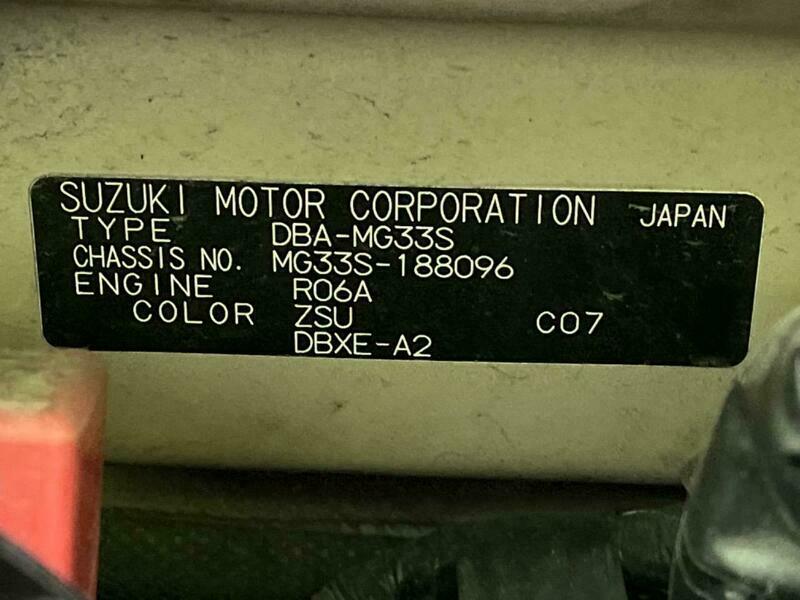 SUZUKI MOTOR CORPORATION JAPAN
TYPE DBA-MG33S
CHASSIS NO. MG33S-188096
ENGINE R06A
COLOR ZSU C07
DBXE-A2